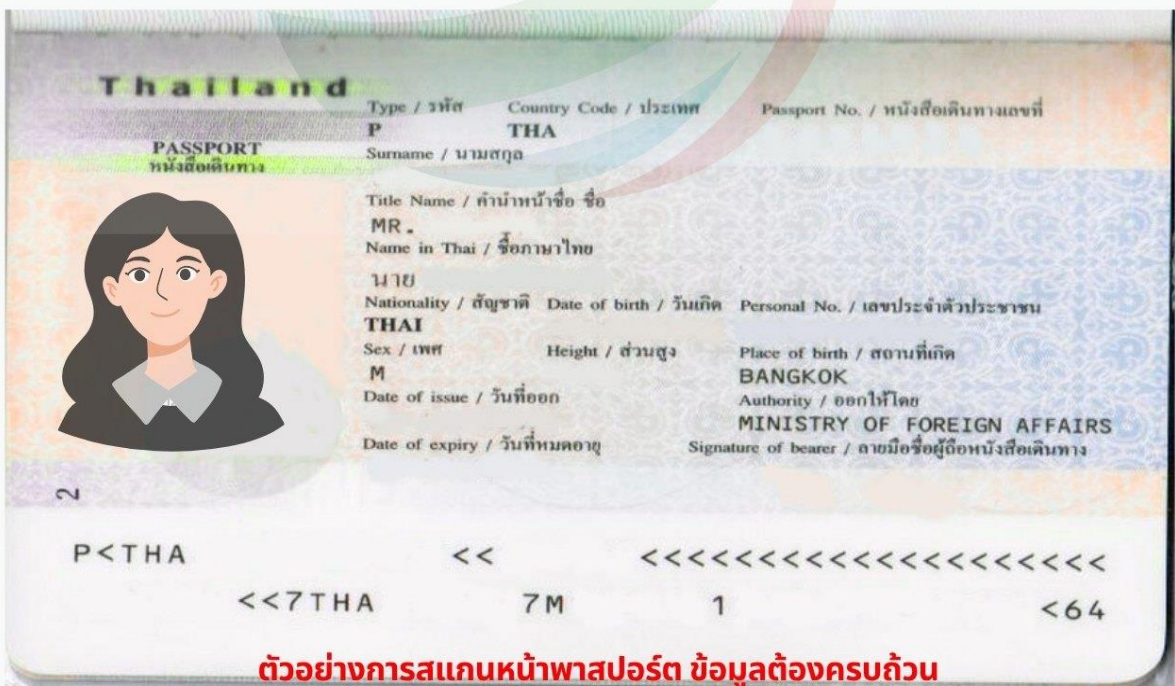 Thailand
PASSPORT
หนังสือเดินทาง
Type / รหัส Country Code / ประเทศ Passport No. / หนังสือเดินทางเลขที่
P THA
Surname / นามสกุล
Title Name / คำนำหน้าชื่อ ชื่อ
MR.
Name in Thai / ชื่อภาษาไทย
นาย
Nationality / สัญชาติ Date of birth / วันเกิด Personal No. / เลขประจำตัวประชาชน
THAI
Sex / เพศ Height / ส่วนสูง Place of birth / สถานที่เกิด
M BANGKOK
Date of issue / วันที่ออก Authority / ออกให้โดย
MINISTRY OF FOREIGN AFFAIRS
Date of expiry / วันที่หมดอายุ Signature of bearer / ลายมือชื่อผู้ถือหนังสือเดินทาง
2
P<THA << <<<<<<<<<<<<<<<<<<<<
<<7THA 7M 1 <64
ตัวอย่างการสแกนหน้าพาสปอร์ต ข้อมูลต้องครบถ้วน